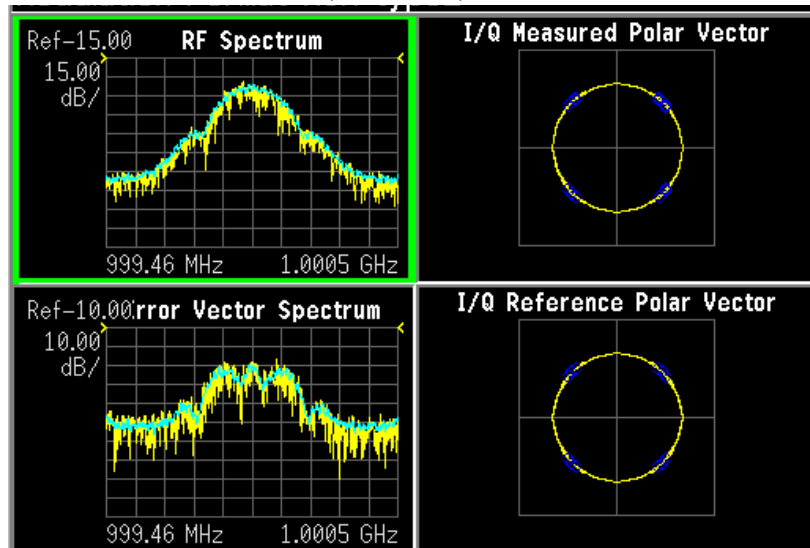 Ref-15.00 RF Spectrum
15.00
dB/
999.46 MHz 1.0005 GHz
I/Q Measured Polar Vector
Ref-10.00 rror Vector Spectrum
10.00
dB/
999.46 MHz 1.0005 GHz
I/Q Reference Polar Vector